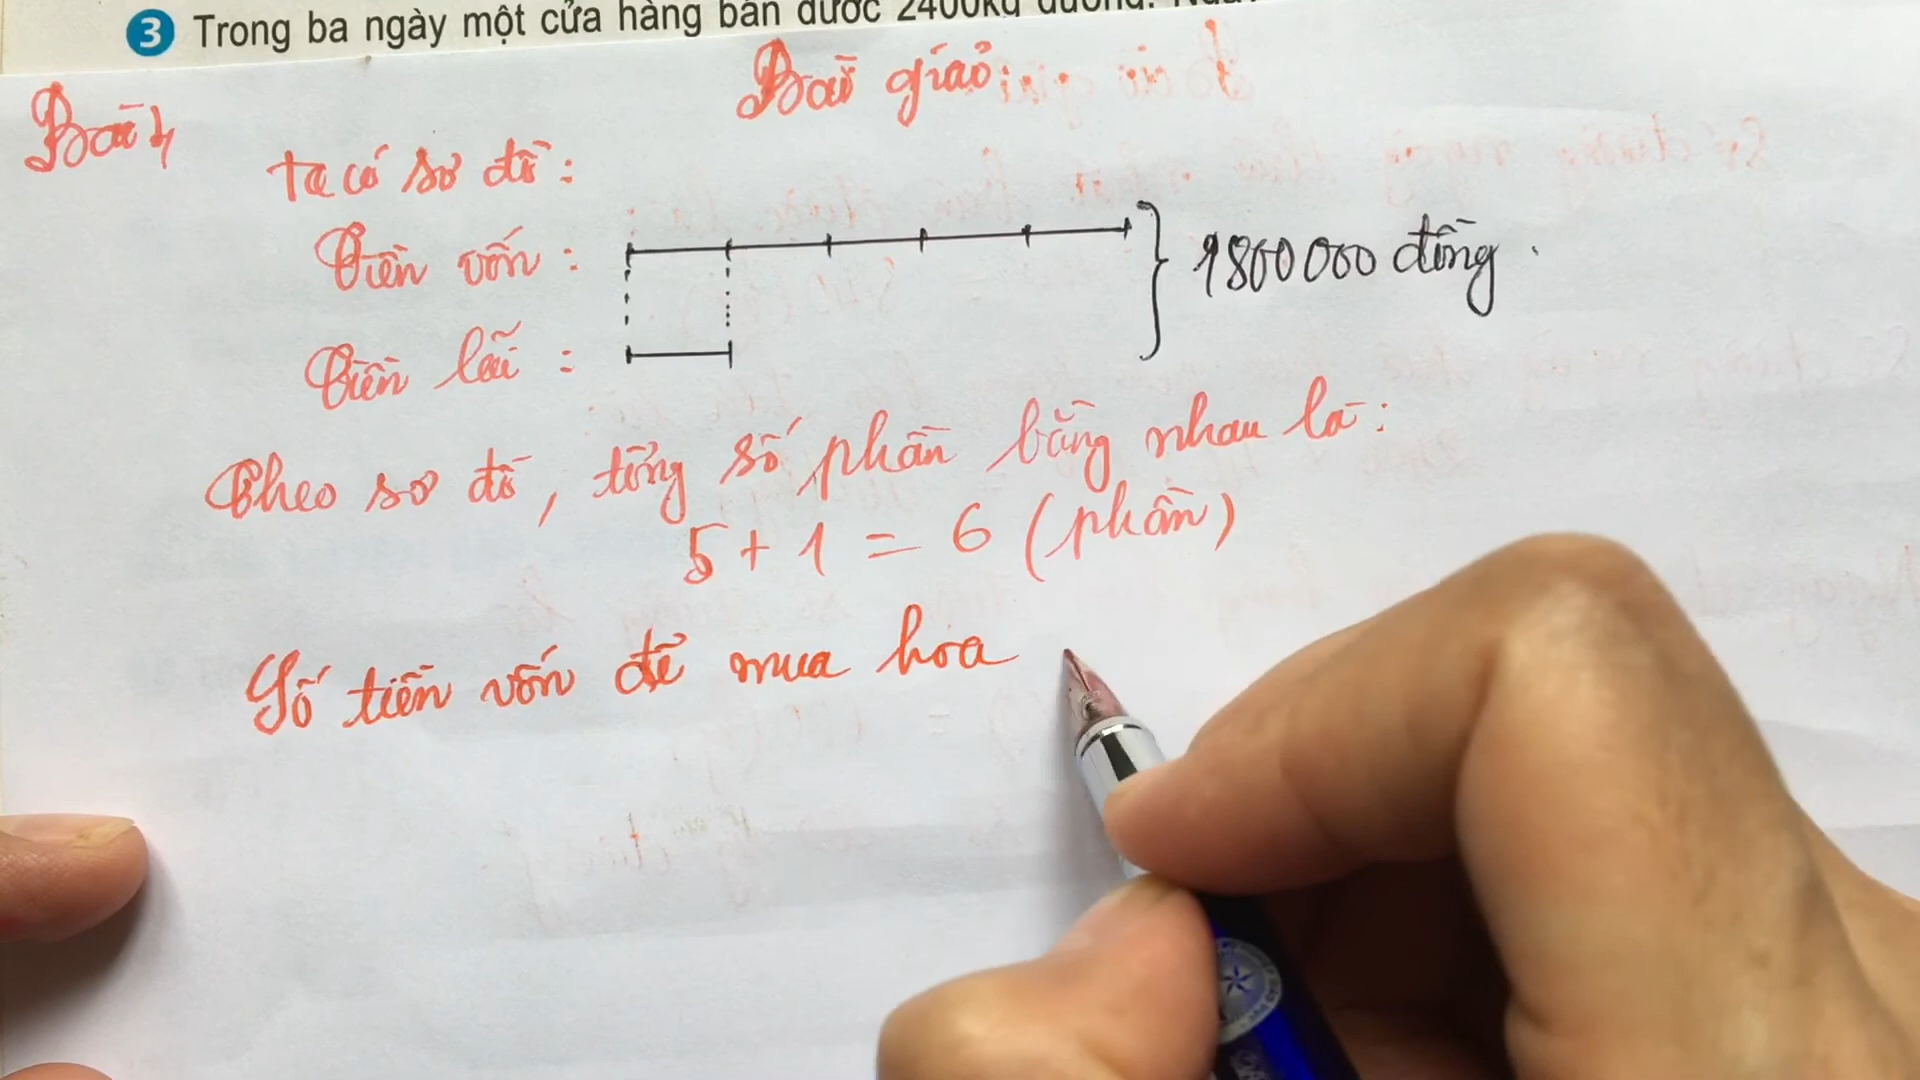 3 Trong ba ngày một cửa hàng bán được 2400kg đường.
Bài giải:
Bài 4
Ta có sơ đồ:
Tiền vốn:
1800000 đồng.
Tiền lãi:
Theo sơ đồ, tổng số phần bằng nhau là:
5 + 1 = 6 (phần)
Số tiền vốn để mua hoa